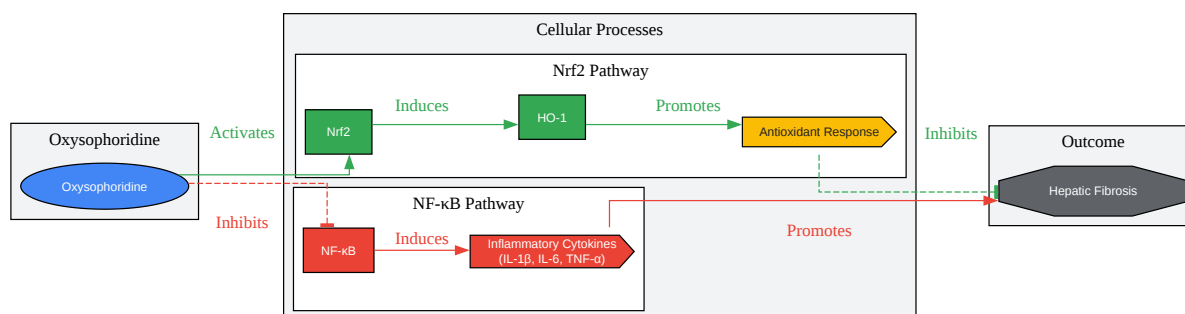 Cellular Processes
Nrf2 Pathway
Oxysophoridine
Oxysophoridine
Activates
Inhibits
Nrf2
Induces
HO-1
Promotes
Antioxidant Response
Inhibits
NF-κB Pathway
NF-κB
Induces
Inflammatory Cytokines
(IL-1β, IL-6, TNF-α)
Promotes
Outcome
Hepatic Fibrosis